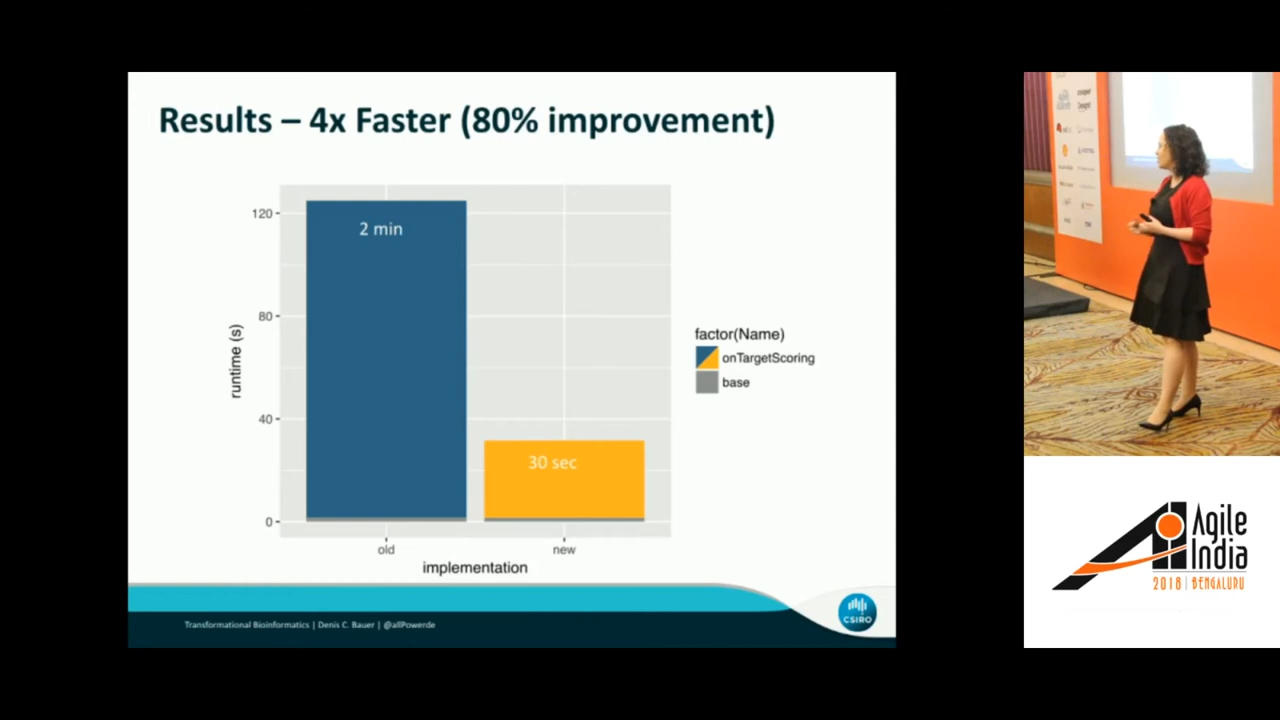 Results – 4x Faster (80% improvement)
120
80
40
0
runtime (s)
2 min
30 sec
old
new
implementation
factor(Name)
onTargetScoring
base
Transformational Bioinformatics | Denis C. Bauer | @allPowerde
CSIRO
Agile
India
2018 | BENGALURU